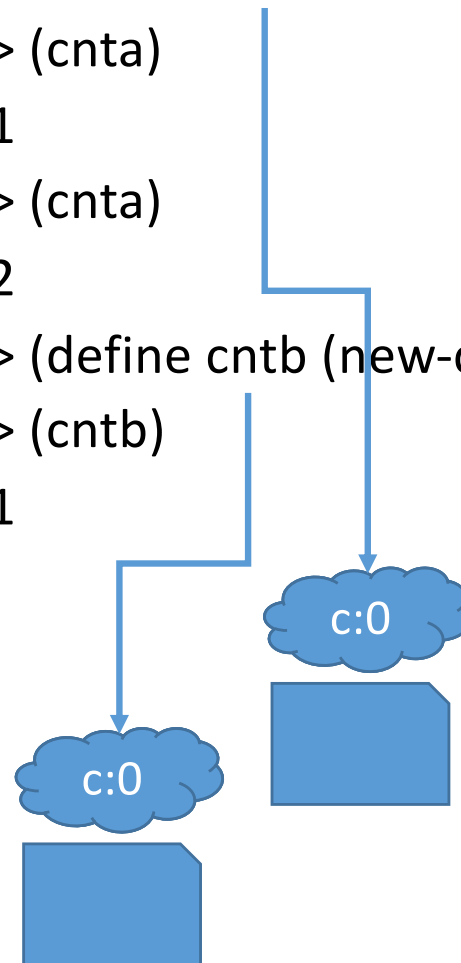 > (cnta)
1
> (cnta)
2
> (define cntb (new-
> (cntb)
1
c:0
c:0